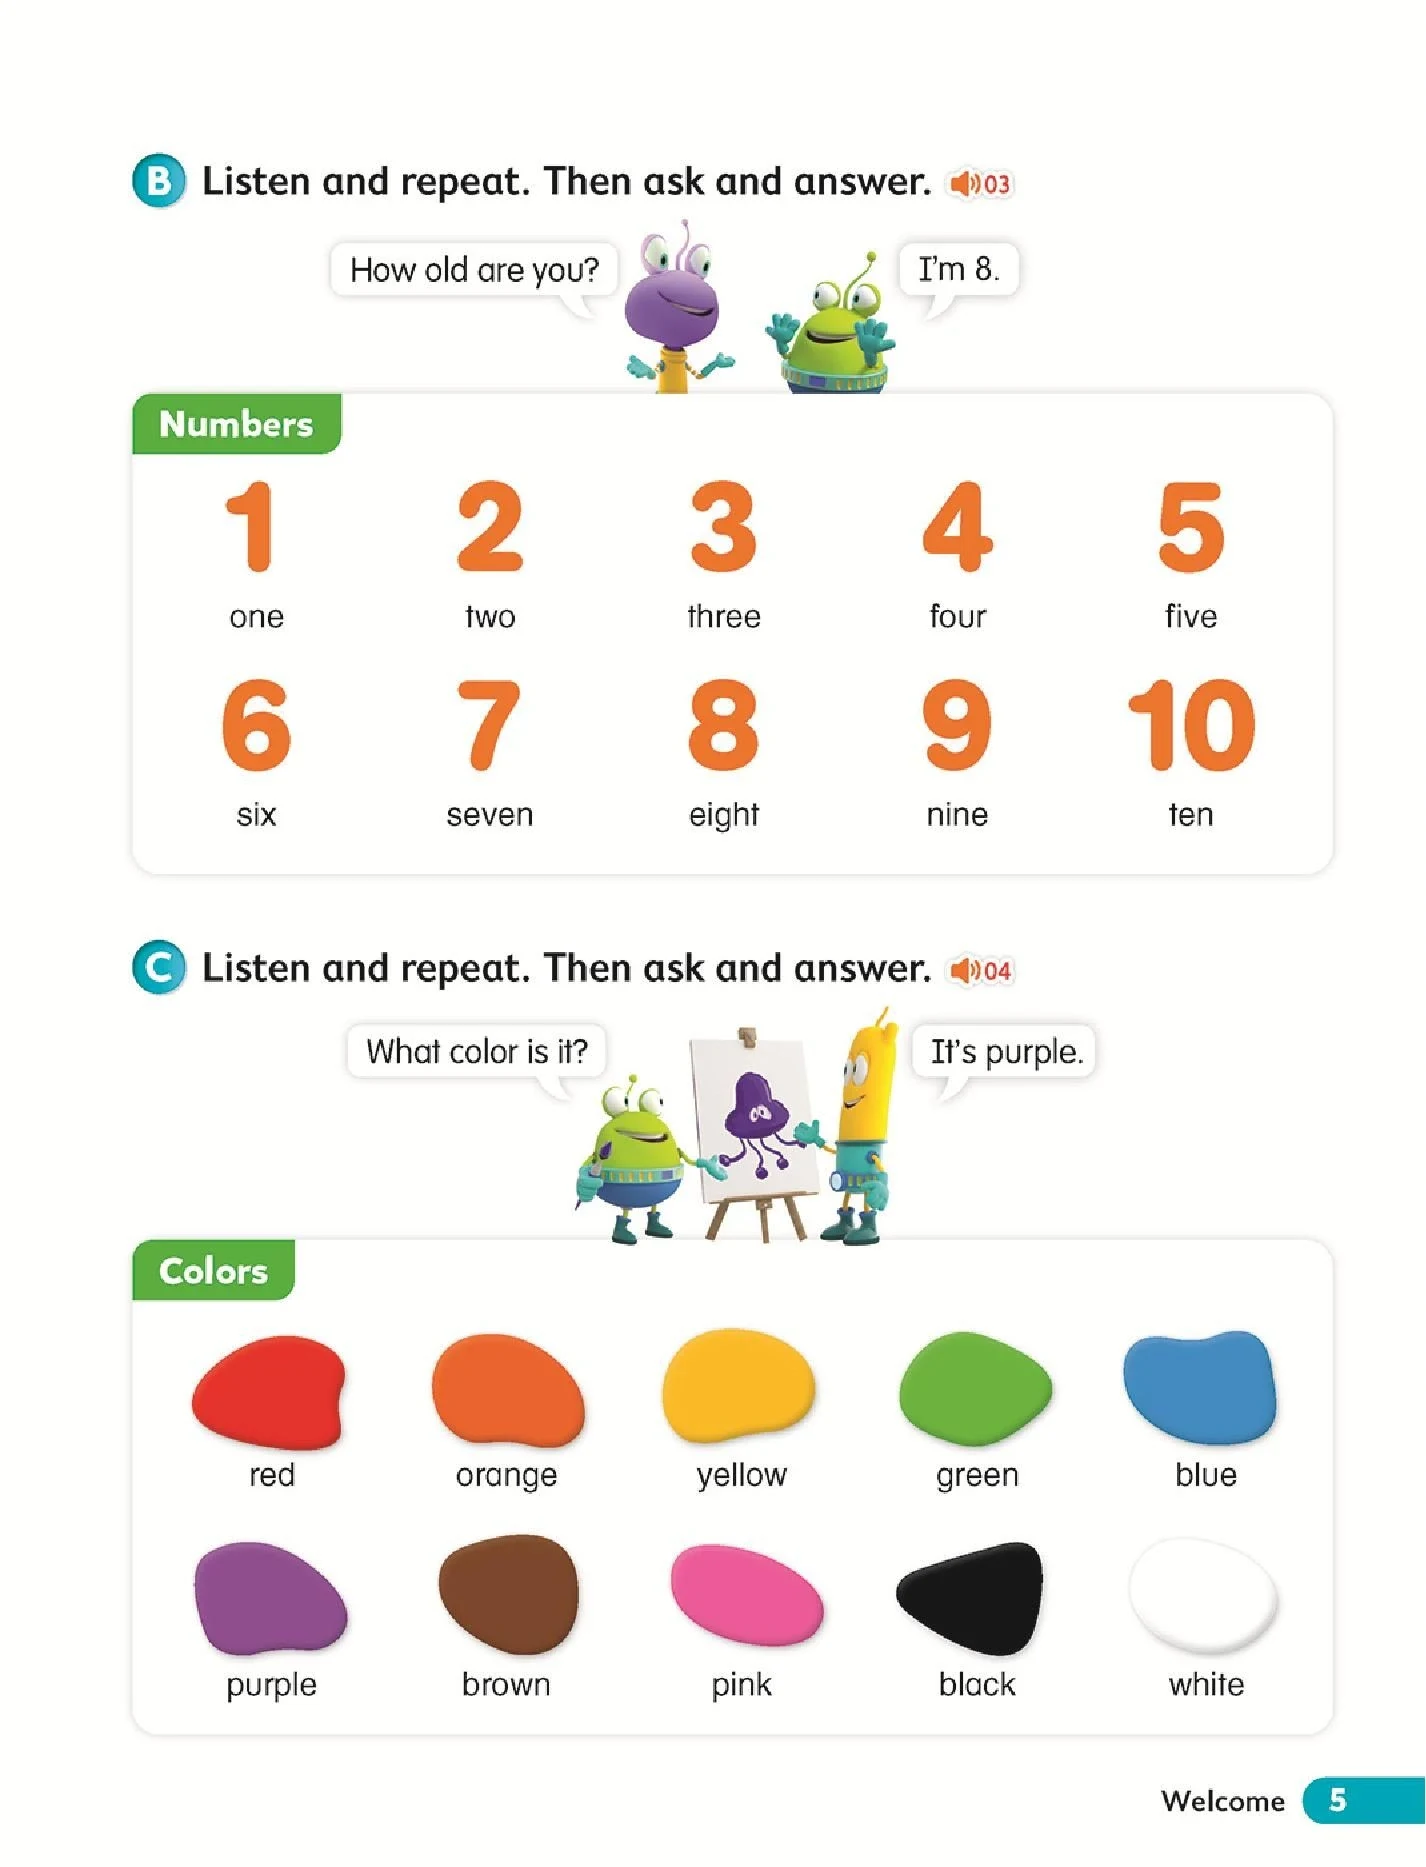 B Listen and repeat. Then ask and answer. 03
How old are you?
I'm 8.
Numbers
1 2 3 4 5
one two three four five
6 7 8 9 10
six seven eight nine ten
C Listen and repeat. Then ask and answer. 04
What color is it?
It's purple.
Colors
red orange yellow green blue
purple brown pink black white
Welcome 5